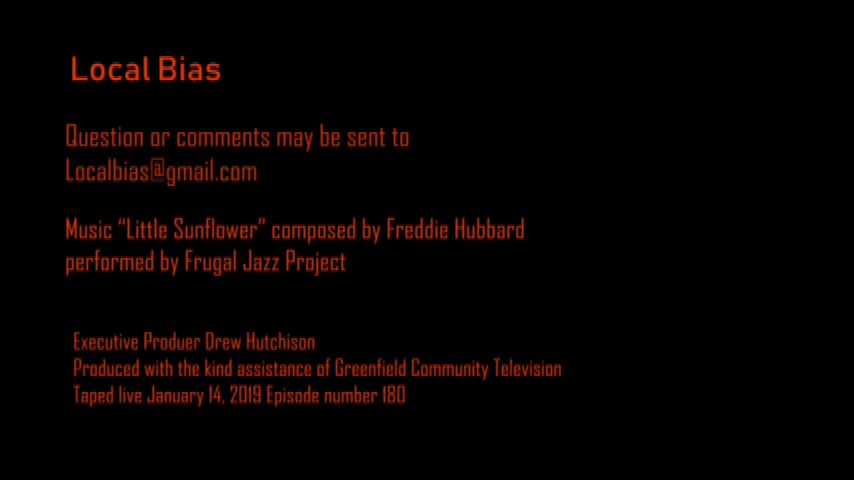 Local Bias
Question or comments may be sent to
Localbias@gmail.com
Music “Little Sunflower” composed by Freddie Hubbard
performed by Frugal Jazz Project
Executive Produer Drew Hutchison
Produced with the kind assistance of Greenfield Community Television
Taped live January 14, 2019 Episode number 180